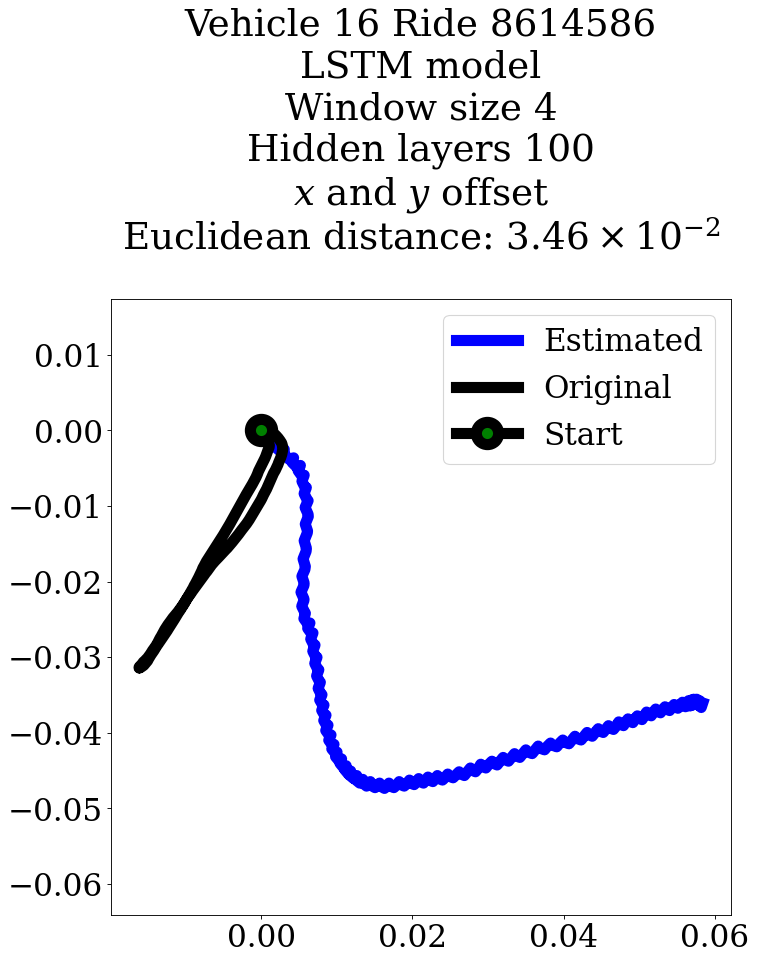 Vehicle 16 Ride 8614586
LSTM model
Window size 4
Hidden layers 100
x and y offset
Euclidean distance: 3.46 × 10⁻²
Estimated
Original
Start
0.01
0.00
−0.01
−0.02
−0.03
−0.04
−0.05
−0.06
0.00 0.02 0.04 0.06